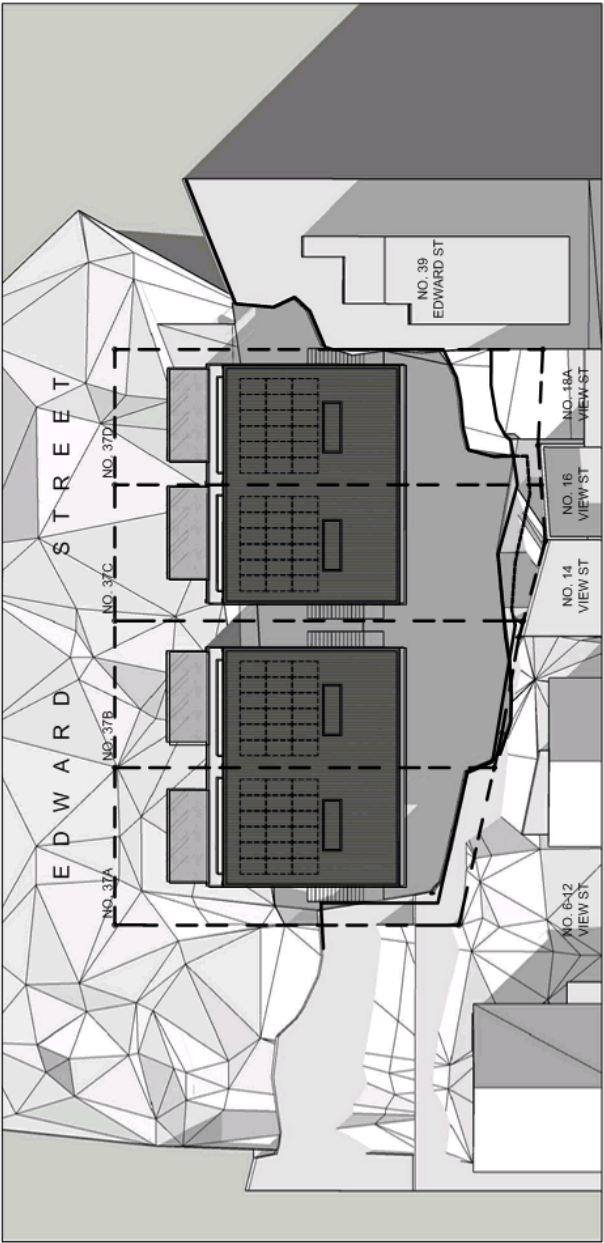 EDWARD STREET
NO. 37A
NO. 37B
NO. 37C
NO. 37D
NO. 39
EDWARD ST
NO. 6-12
VIEW ST
NO. 14
VIEW ST
NO. 16
VIEW ST
NO. 18A
VIEW ST